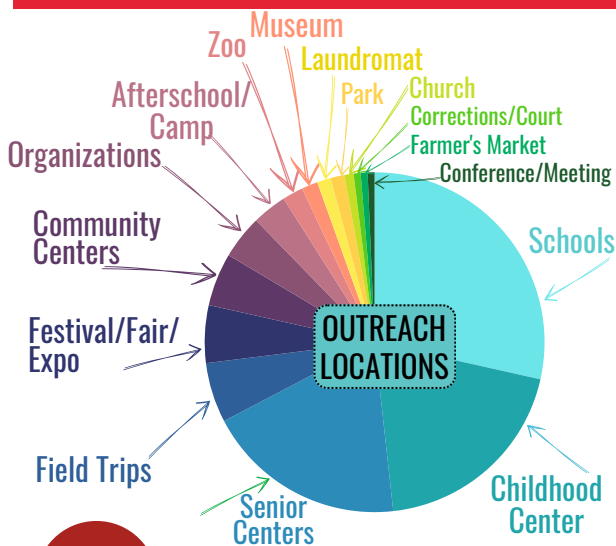 Museum
Zoo
Laundromat
Afterschool/
Camp
Park
Church
Corrections/Court
Farmer's Market
Organizations
Conference/Meeting
Community
Centers
Schools
OUTREACH
LOCATIONS
Festival/Fair/
Expo
Field Trips
Senior
Centers
Childhood
Center